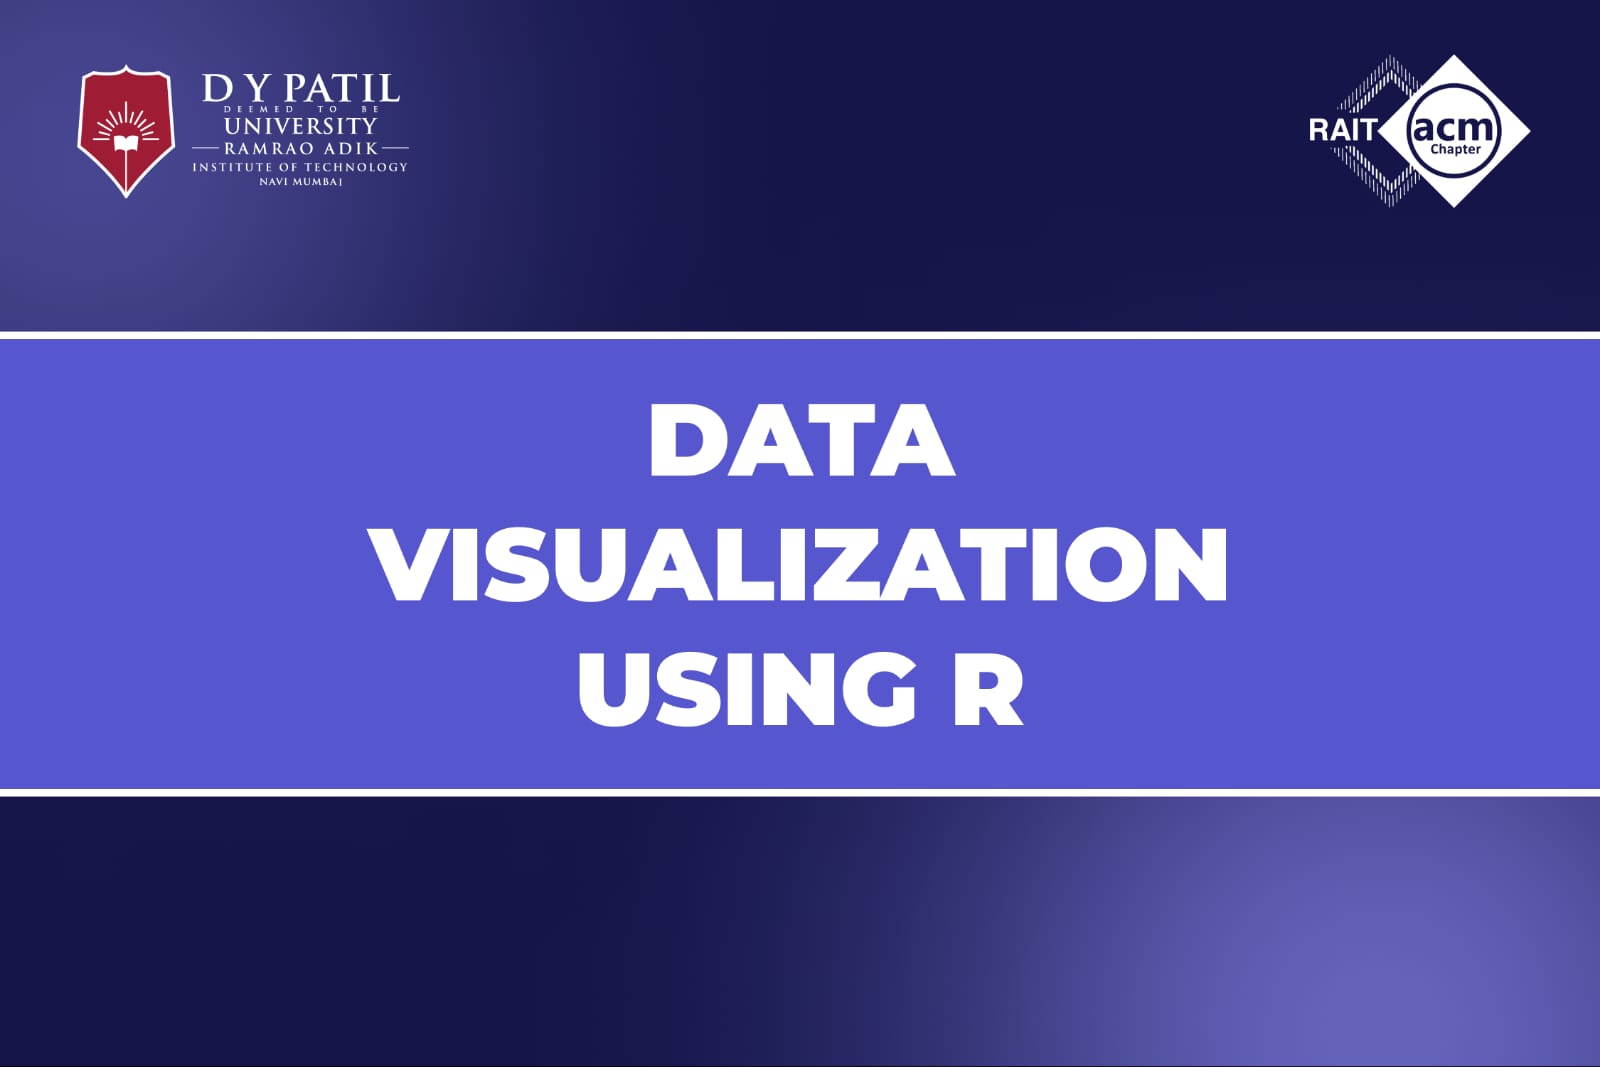 D Y PATIL
DEEMED TO BE
UNIVERSITY
RAMRAO ADIK
INSTITUTE OF TECHNOLOGY
NAVI MUMBAI
RAIT
acm
Chapter
DATA
VISUALIZATION
USING R